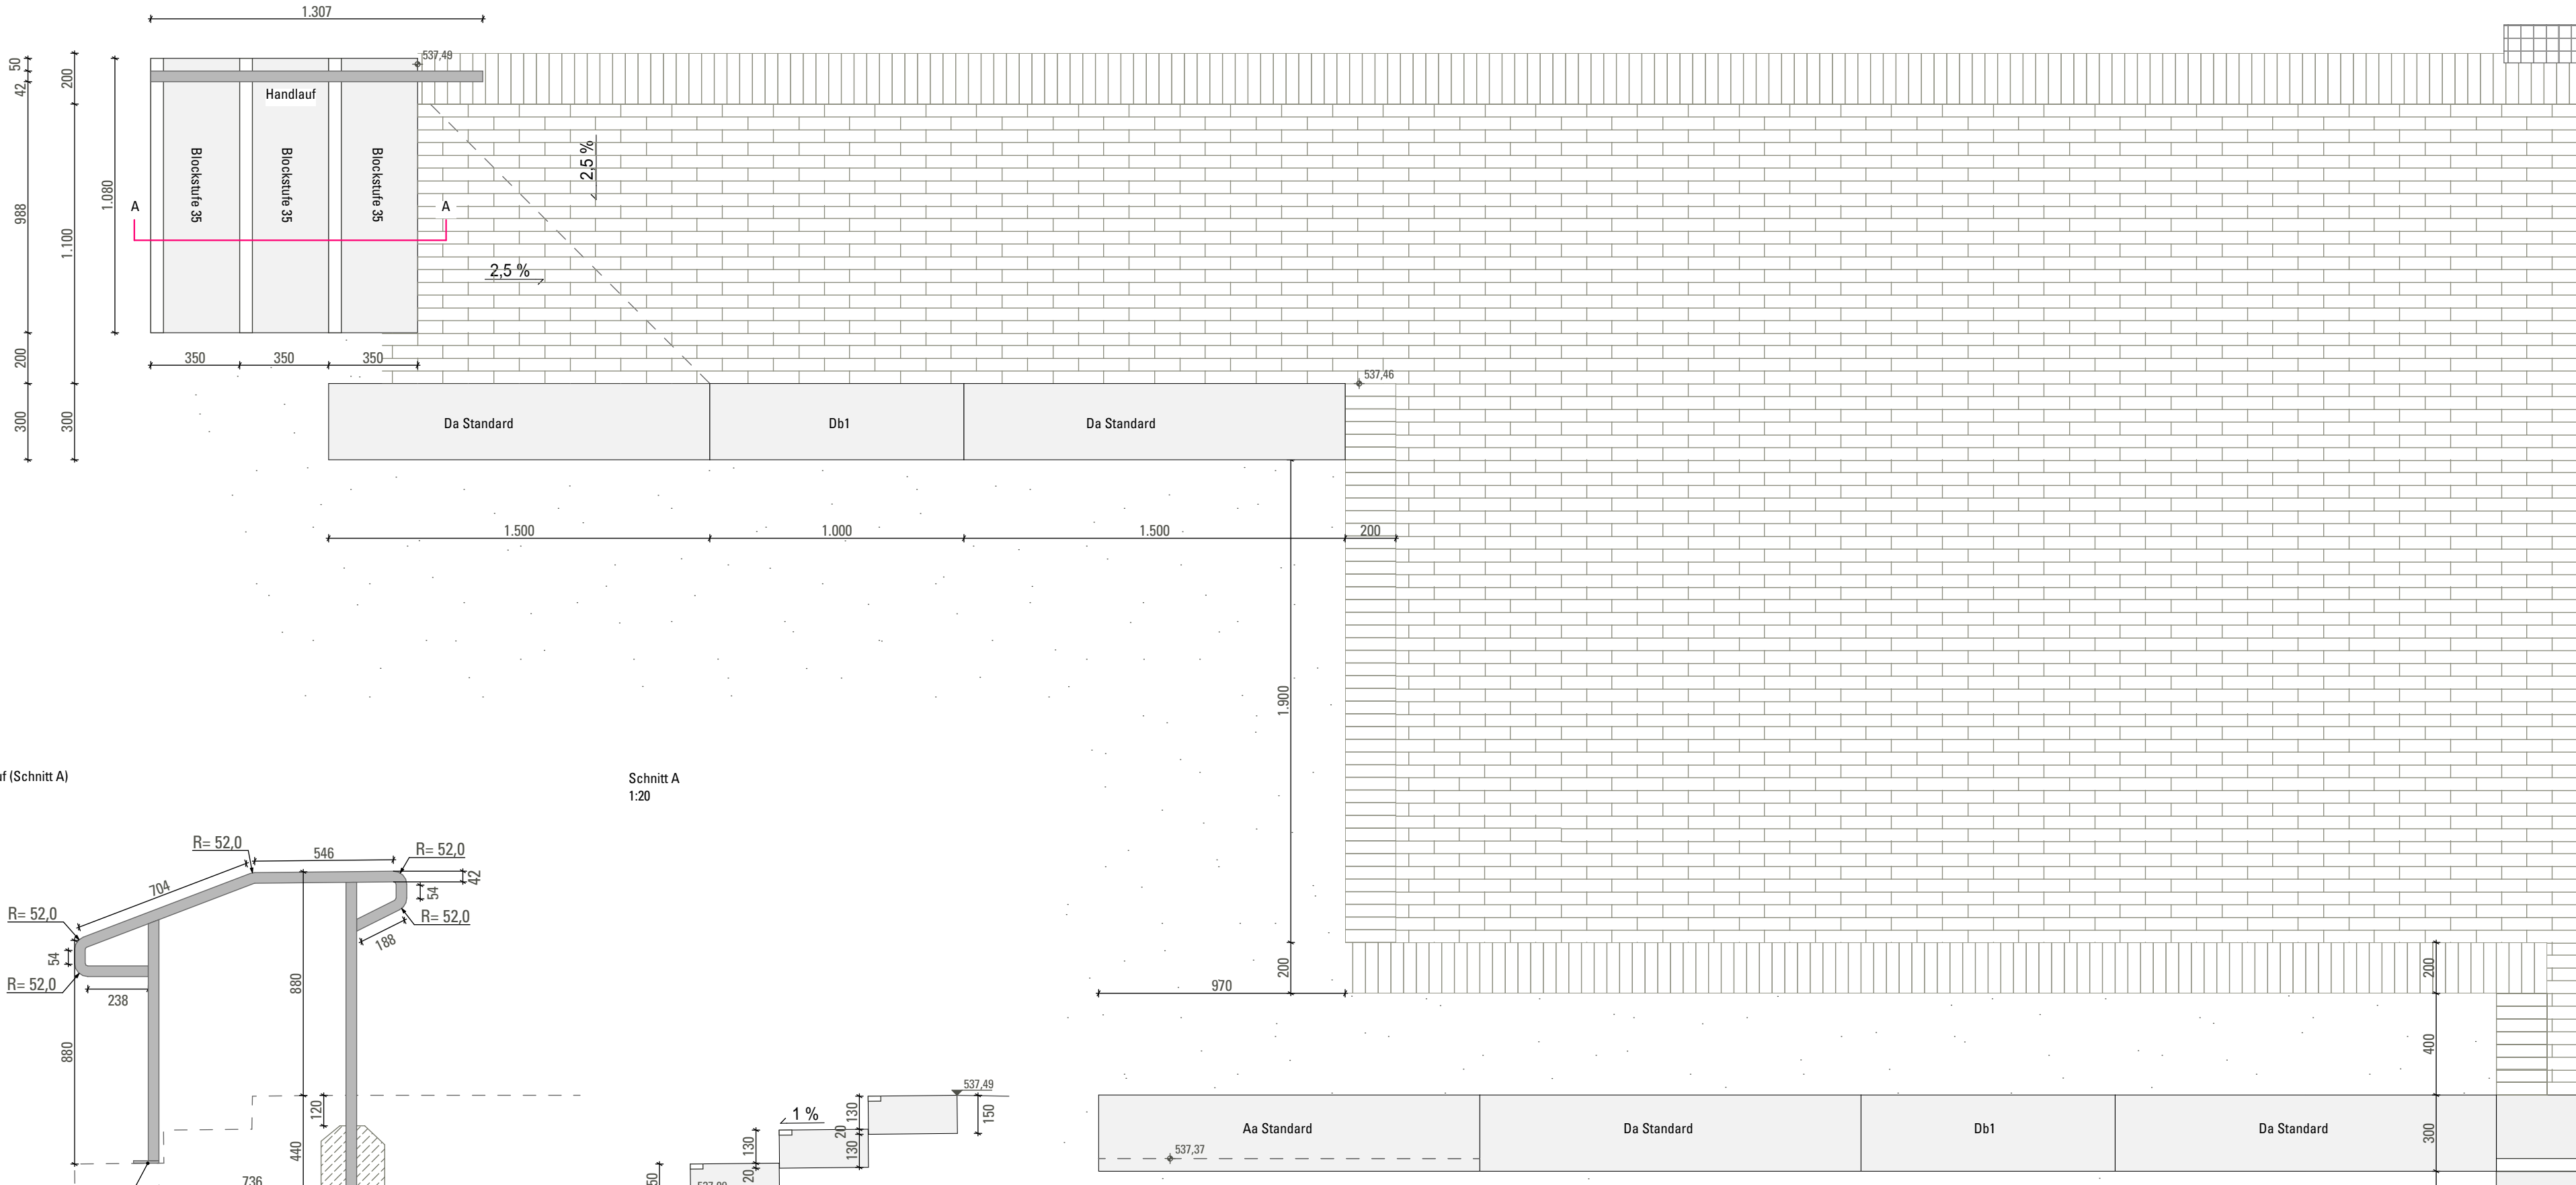 1.307
50
42
988
200
300
200
1.100
300
1.080
537,49
Handlauf
Blockstufe 35
Blockstufe 35
Blockstufe 35
A
A
2,5 %
2,5 %
350
350
350
537,46
Da Standard
Db1
Da Standard
1.500
1.000
1.500
200
1.900
200
970
uf (Schnitt A)
Schnitt A
1:20
R= 52,0
546
R= 52,0
42
704
54
R= 52,0
R= 52,0
188
54
R= 52,0
238
880
880
120
440
736
537,49
1 %
130
20
130
150
130
20
50
200
400
300
Aa Standard
Da Standard
Db1
Da Standard
537,37